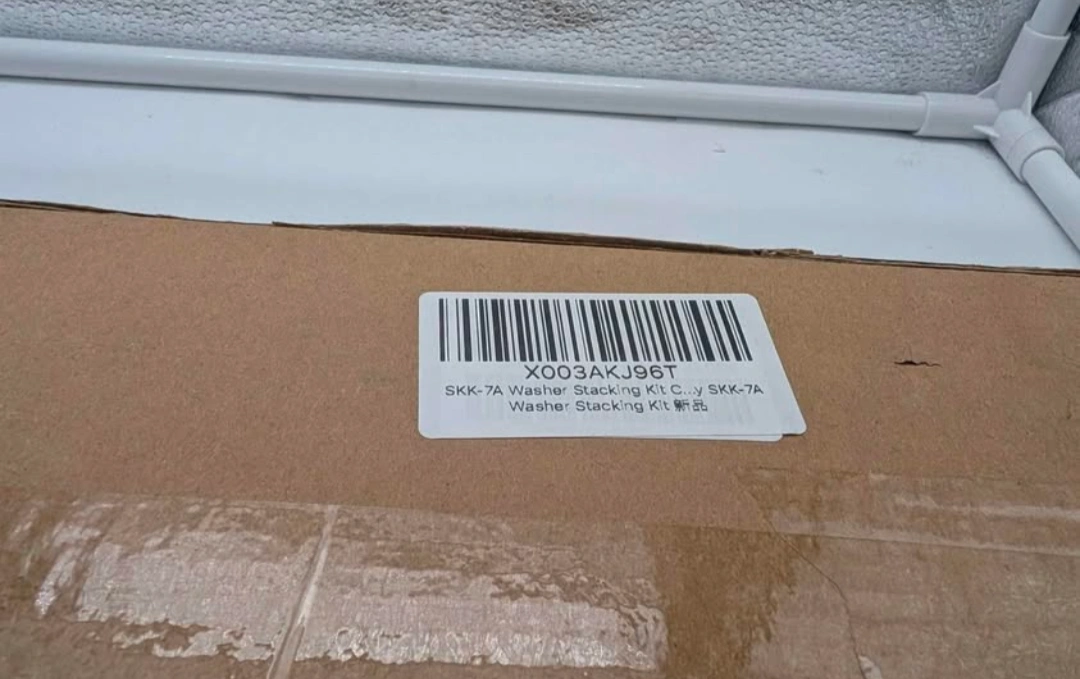 X003AKJ96T
SKK-7A Washer Stacking Kit C...y SKK-7A
Washer Stacking Kit 新品